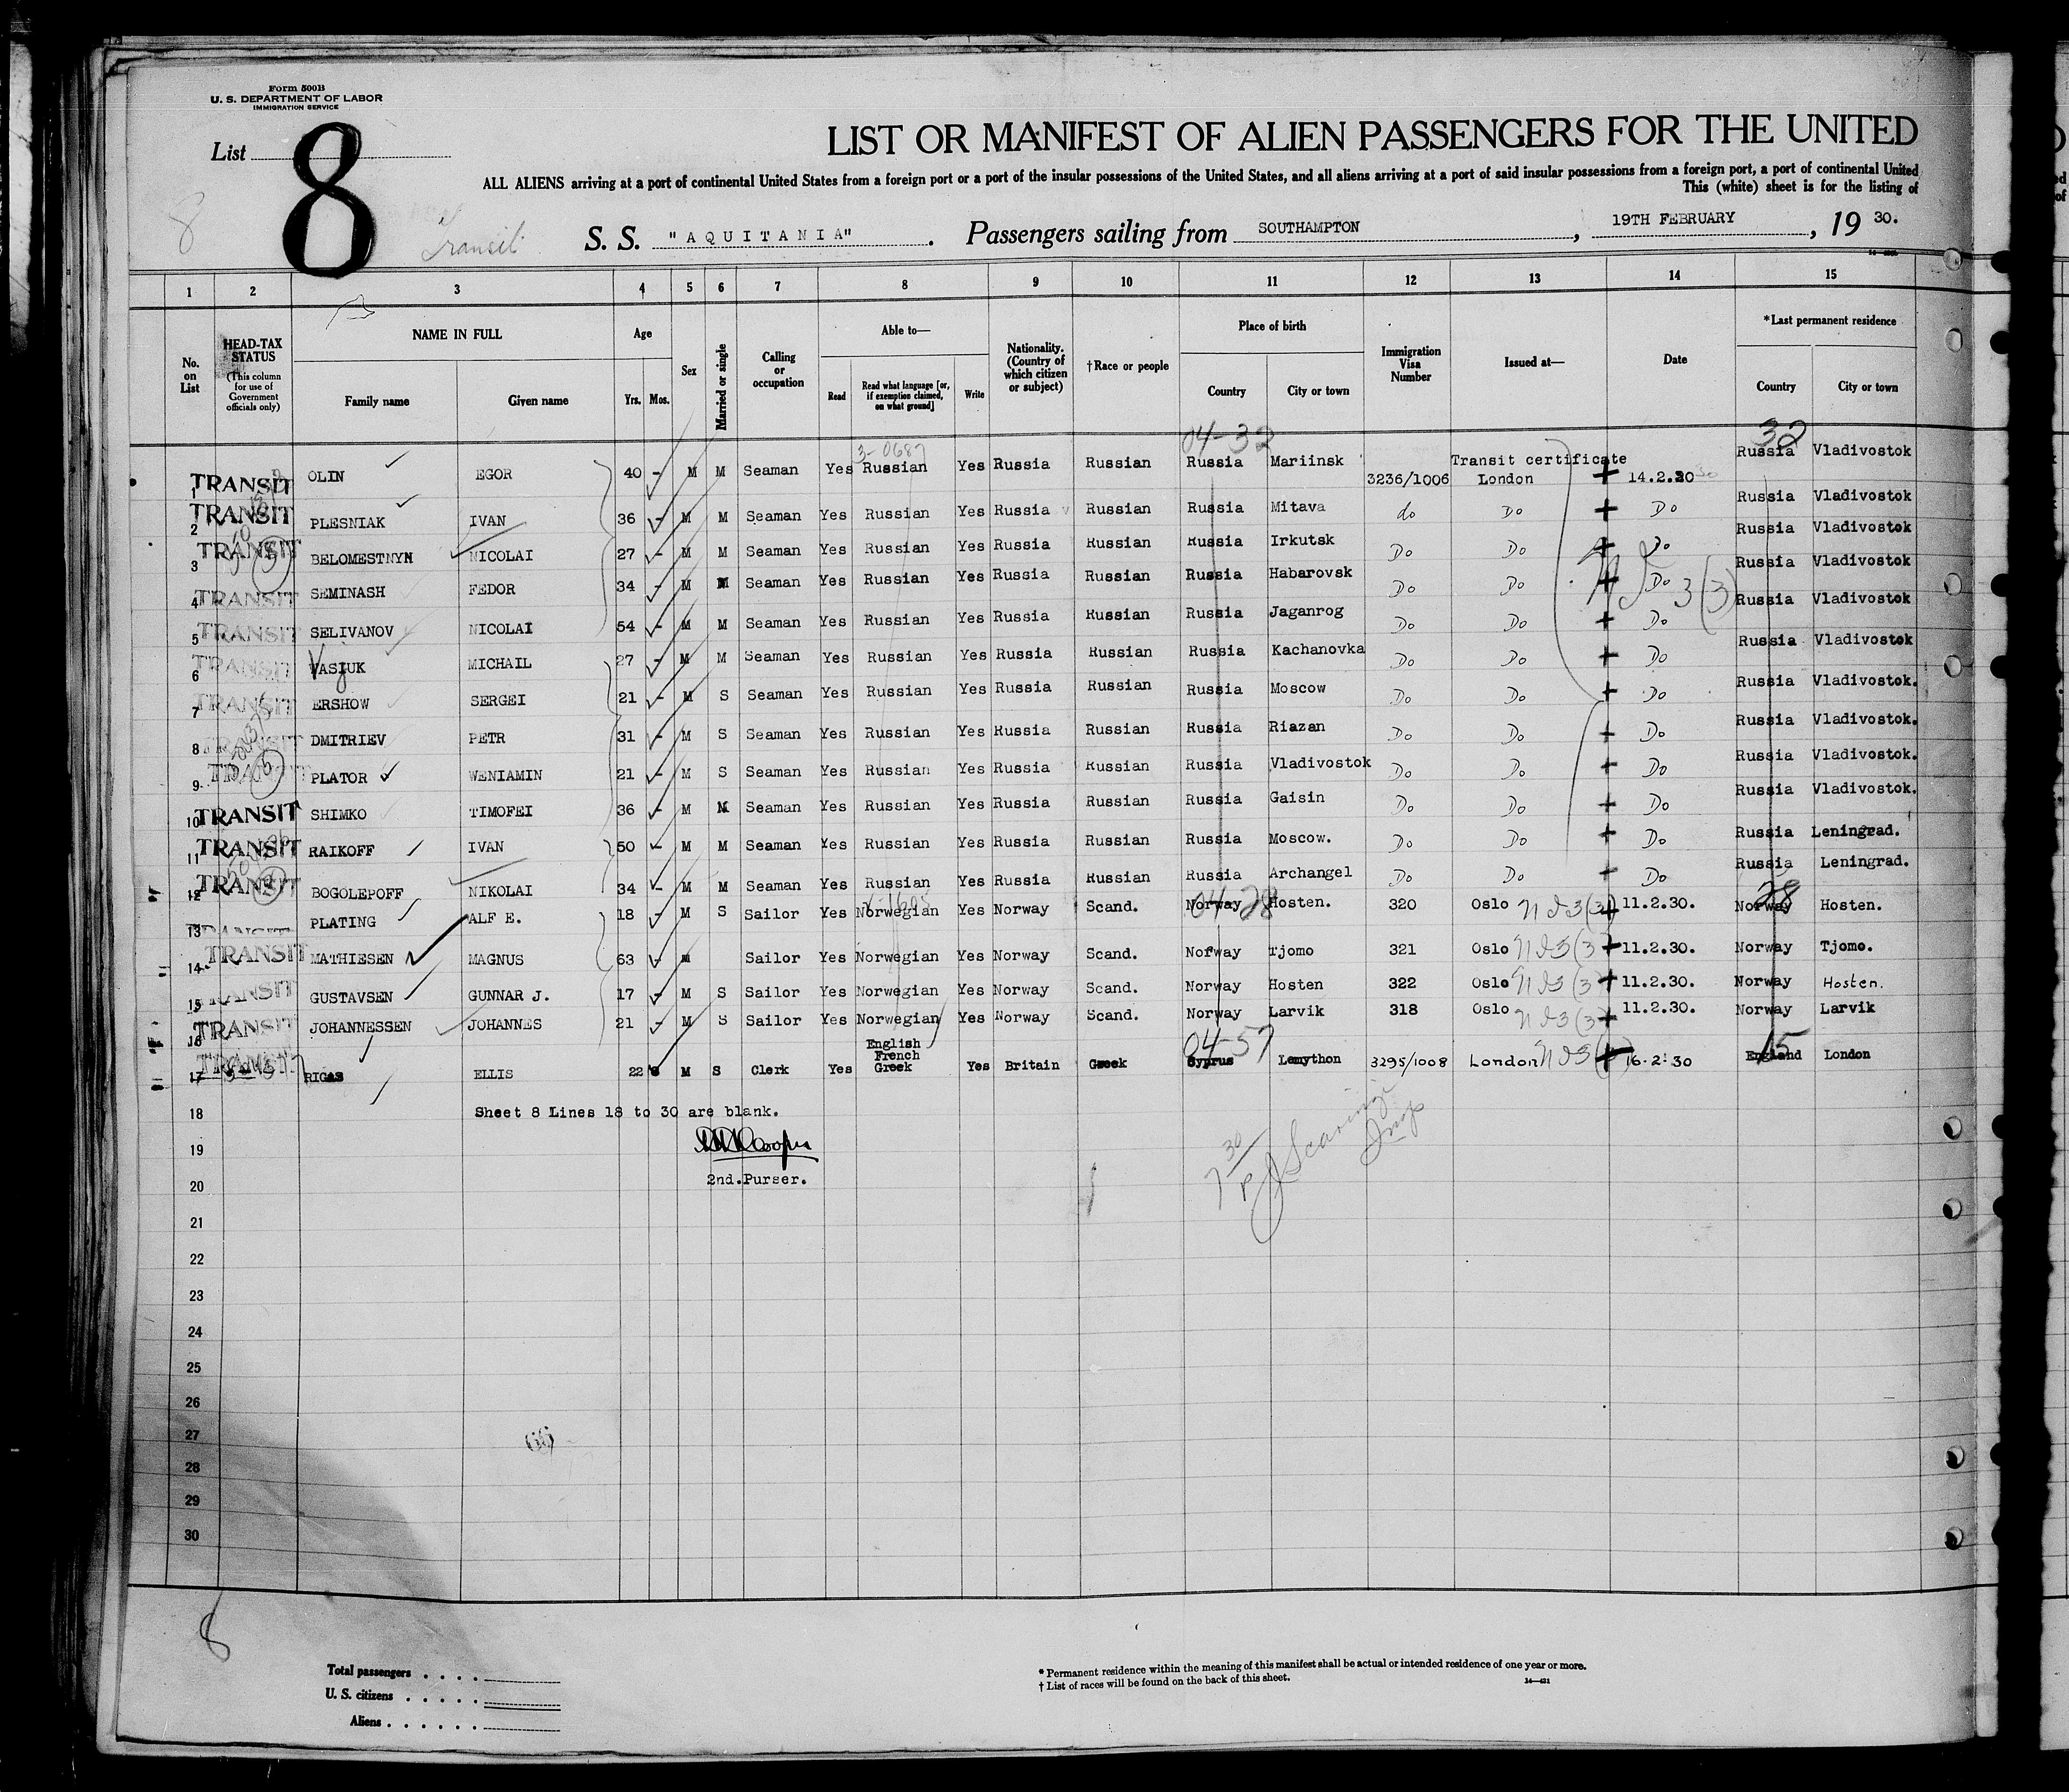 Form 500B
U. S. DEPARTMENT OF LABOR
IMMIGRATION SERVICE
List 8
8
Transit
LIST OR MANIFEST OF ALIEN PASSENGERS FOR THE UNITED
ALL ALIENS arriving at a port of continental United States from a foreign port or a port of the insular possessions of the United States, and all aliens arriving at a port of said insular possessions from a foreign port, a port of continental United
This (white) sheet is for the listing of
S. S. "AQUITANIA". Passengers sailing from SOUTHAMPTON, 19TH FEBRUARY, 19 30.
1 2 3 4 5 6 7 8 9 10 11 12 13 14 15
No. on List
HEAD-TAX STATUS (This column for use of Government officials only)
NAME IN FULL Family name Given name
Age Yrs. Mos.
Sex
Married or single
Calling or occupation
Able to— Read Read what language [or, if exemption claimed, on what ground] Write
Nationality. (Country of which citizen or subject)
†Race or people
Place of birth Country City or town
Immigration Visa Number
Issued at—
Date
*Last permanent residence Country City or town
3-0687 04-32 32
1 TRANSIT OLIN EGOR 40 - M M Seaman Yes Russian Yes Russia Russian Russia Mariinsk 3236/1006 Transit certificate London 14.2.30 Russia Vladivostok
2 TRANSIT PLESNIAK IVAN 36 - M M Seaman Yes Russian Yes Russia Russian Russia Mitava do Do Do Russia Vladivostok
3 TRANSIT BELOMESTNYH NICOLAI 27 - M M Seaman Yes Russian Yes Russia Russian Russia Irkutsk Do Do Do Russia Vladivostok
4 TRANSIT SEMINASH FEDOR 34 - M M Seaman Yes Russian Yes Russia Russian Russia Habarovsk Do Do Do Russia Vladivostok
5 TRANSIT SELIVANOV NICOLAI 54 - M M Seaman Yes Russian Yes Russia Russian Russia Jaganrog Do Do Do Russia Vladivostok
6 TRANSIT VASJUK MICHAIL 27 - M M Seaman Yes Russian Yes Russia Russian Russia Kachanovka Do Do Do Russia Vladivostok
7 TRANSIT ERSHOW SERGEI 21 - M S Seaman Yes Russian Yes Russia Russian Russia Moscow Do Do Do Russia Vladivostok.
8 TRANSIT DMITRIEV PETR 31 - M S Seaman Yes Russian Yes Russia Russian Russia Riazan Do Do Do Russia Vladivostok.
9 TRANSIT PLATOR WENIAMIN 21 - M S Seaman Yes Russian Yes Russia Russian Russia Vladivostok Do Do Do Russia Vladivostok.
10 TRANSIT SHIMKO TIMOFEI 36 - M M Seaman Yes Russian Yes Russia Russian Russia Gaisin Do Do Do Russia Vladivostok.
11 TRANSIT RAIKOFF IVAN 50 - M M Seaman Yes Russian Yes Russia Russian Russia Moscow. Do Do Do Russia Leningrad.
12 TRANSIT BOGOLEPOFF NIKOLAI 34 - M M Seaman Yes Russian Yes Russia Russian Russia Archangel Do Do Do Russia Leningrad.
04-28 28
13 TRANSIT PLATING ALF E. 18 - M S Sailor Yes Norwegian Yes Norway Scand. Norway Hosten. 320 Oslo 11.2.30. Norway Hosten.
14 TRANSIT MATHIESEN MAGNUS 63 - M Sailor Yes Norwegian Yes Norway Scand. Norway Tjomo 321 Oslo 11.2.30. Norway Tjomo.
15 TRANSIT GUSTAVSEN GUNNAR J. 17 - M S Sailor Yes Norwegian Yes Norway Scand. Norway Hosten 322 Oslo 11.2.30. Norway Hosten.
16 TRANSIT JOHANNESSEN JOHANNES 21 - M S Sailor Yes Norwegian Yes Norway Scand. Norway Larvik 318 Oslo 11.2.30. Norway Larvik
04-57 15
17 TRANSIT RIGAS ELLIS 22 M S Clerk Yes English French Greek Yes Britain Greek Cyprus Lemython 3295/1008 London 16.2.30 England London
18 Sheet 8 Lines 18 to 30 are blank.
19
20 2nd. Purser.
21
22
23
24
25
26
27
28
29
30
8
Total passengers . . . .
U. S. citizens . . . . .
Aliens . . . . . .
* Permanent residence within the meaning of this manifest shall be actual or intended residence of one year or more.
† List of races will be found on the back of this sheet.